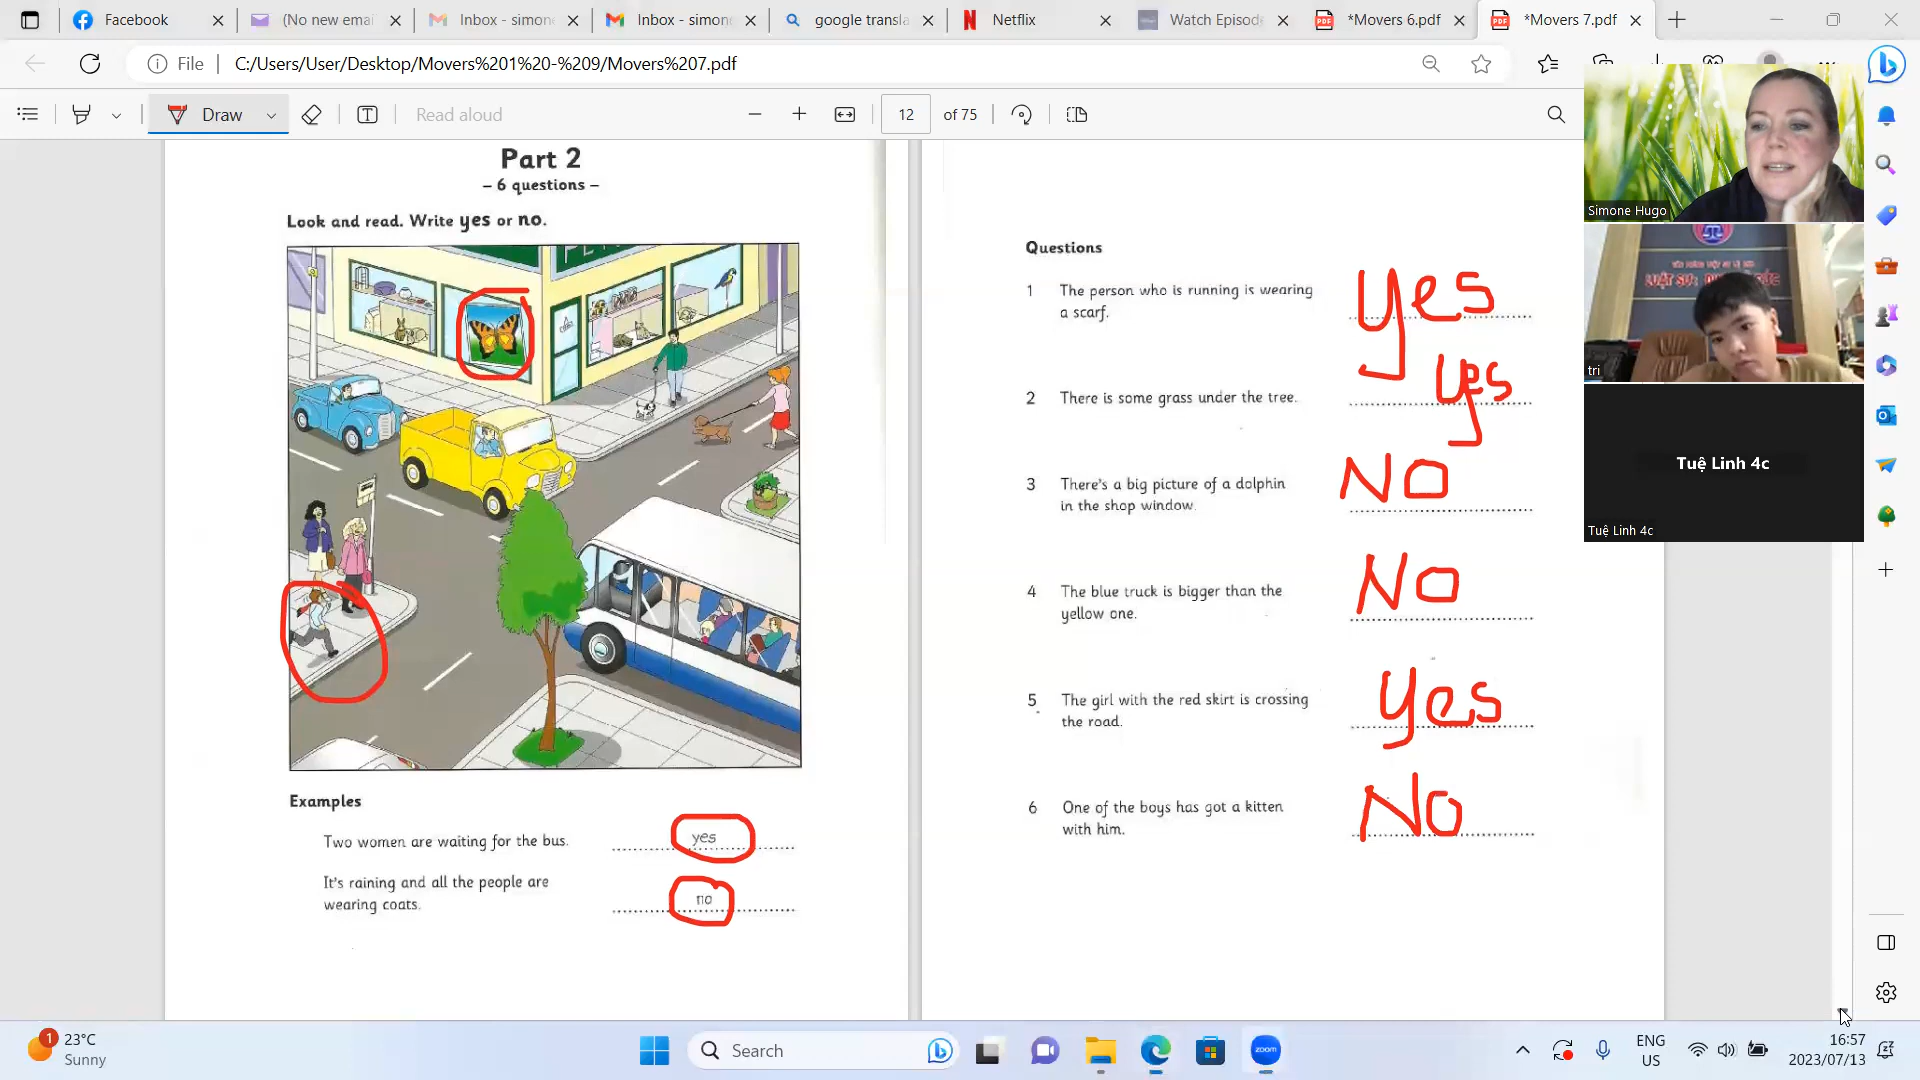 Facebook
(No new emai
Inbox - simon
Inbox - simon
google transla
Netflix
Watch Episode
*Movers 6.pdf
*Movers 7.pdf
File
C:/Users/User/Desktop/Movers%201%20-%209/Movers%207.pdf
Draw
Read aloud
12
of 75
Part 2
– 6 questions –
Look and read. Write yes or no.
Examples
Two women are waiting for the bus.
yes
It's raining and all the people are
wearing coats.
no
Questions
1 The person who is running is wearing
a scarf.
Yes
2 There is some grass under the tree.
yes
3 There's a big picture of a dolphin
in the shop window.
NO
4 The blue truck is bigger than the
yellow one.
NO
5 The girl with the red skirt is crossing
the road.
Yes
6 One of the boys has got a kitten
with him.
NO
Simone Hugo
tri
Tuệ Linh 4c
Tuệ Linh 4c
1
23°C
Sunny
Search
zoom
ENG
US
16:57
2023/07/13